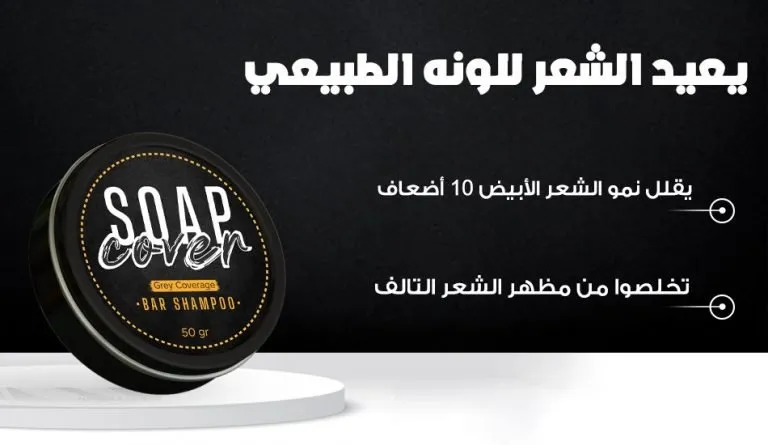 يعيد الشعر للونه الطبيعي
يقلل نمو الشعر الأبيض 10 أضعاف
تخلصوا من مظهر الشعر التالف
SOAP
cover
Grey Coverage
BAR SHAMPOO
50 gr